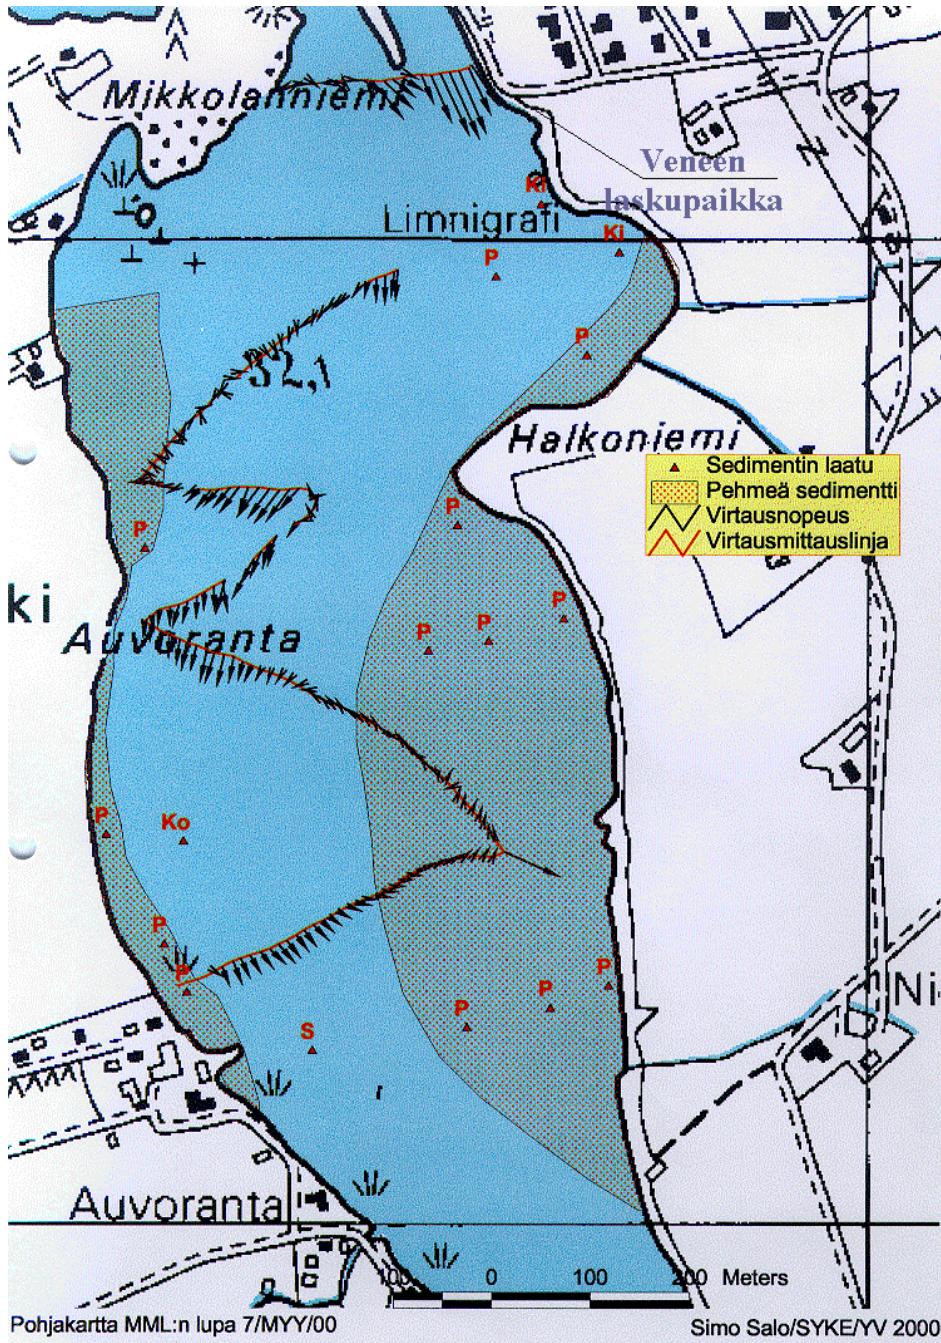 Mikkolanniemi
Veneen
laskupaikka
Ki
Limnigrafi
Ki
P
P
32,1
Halkoniemi
Sedimentin laatu
Pehmeä sedimentti
Virtausnopeus
Virtausmittauslinja
P
P
ki
Auvoranta
P
P
P
P
Ko
P
P
P
P
P
Ni
S
Auvoranta
100 0 100 200 Meters
Pohjakartta MML:n lupa 7/MYY/00
Simo Salo/SYKE/YV 2000